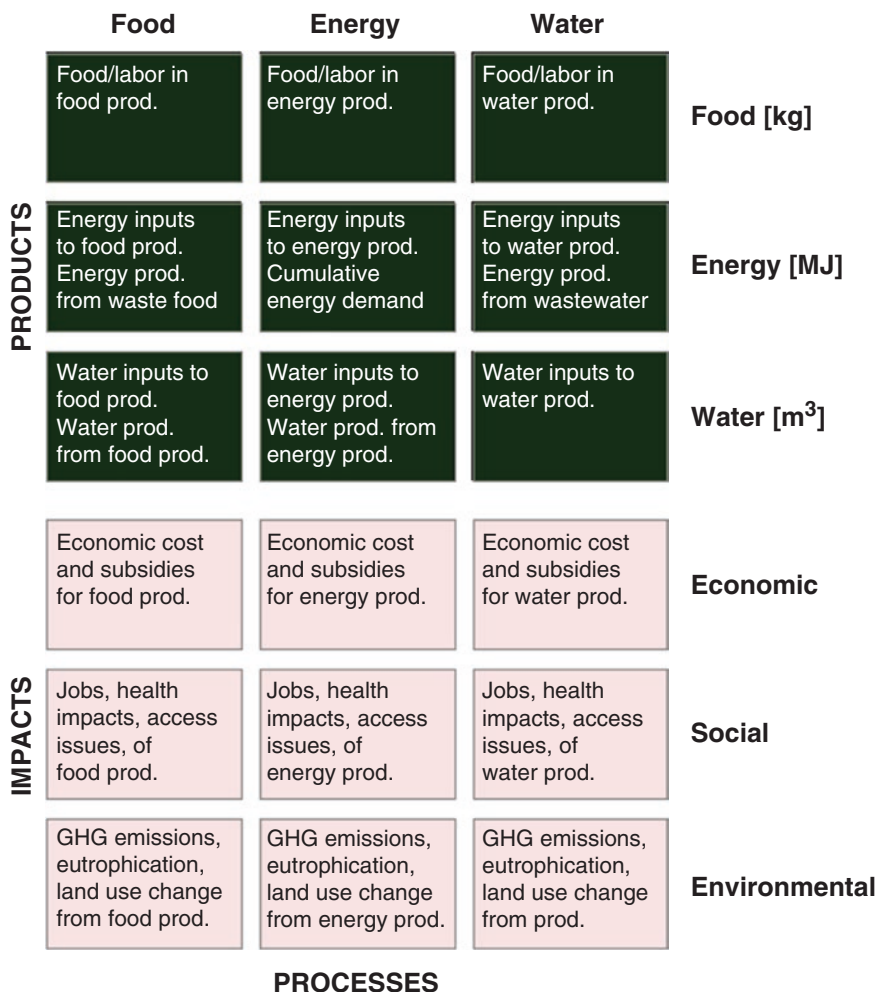 Food
Energy
Water
Food/labor in
food prod.
Food/labor in
energy prod.
Food/labor in
water prod.
Food [kg]
PRODUCTS
Energy inputs
to food prod.
Energy prod.
from waste food
Energy inputs
to energy prod.
Cumulative
energy demand
Energy inputs
to water prod.
Energy prod.
from wastewater
Energy [MJ]
Water inputs to
food prod.
Water prod.
from food prod.
Water inputs to
energy prod.
Water prod. from
energy prod.
Water inputs to
water prod.
Water [m³]
Economic cost
and subsidies
for food prod.
Economic cost
and subsidies
for energy prod.
Economic cost
and subsidies
for water prod.
Economic
IMPACTS
Jobs, health
impacts, access
issues, of
food prod.
Jobs, health
impacts, access
issues, of
energy prod.
Jobs, health
impacts, access
issues, of
water prod.
Social
GHG emissions,
eutrophication,
land use change
from food prod.
GHG emissions,
eutrophication,
land use change
from energy prod.
GHG emissions,
eutrophication,
land use change
from prod.
Environmental
PROCESSES